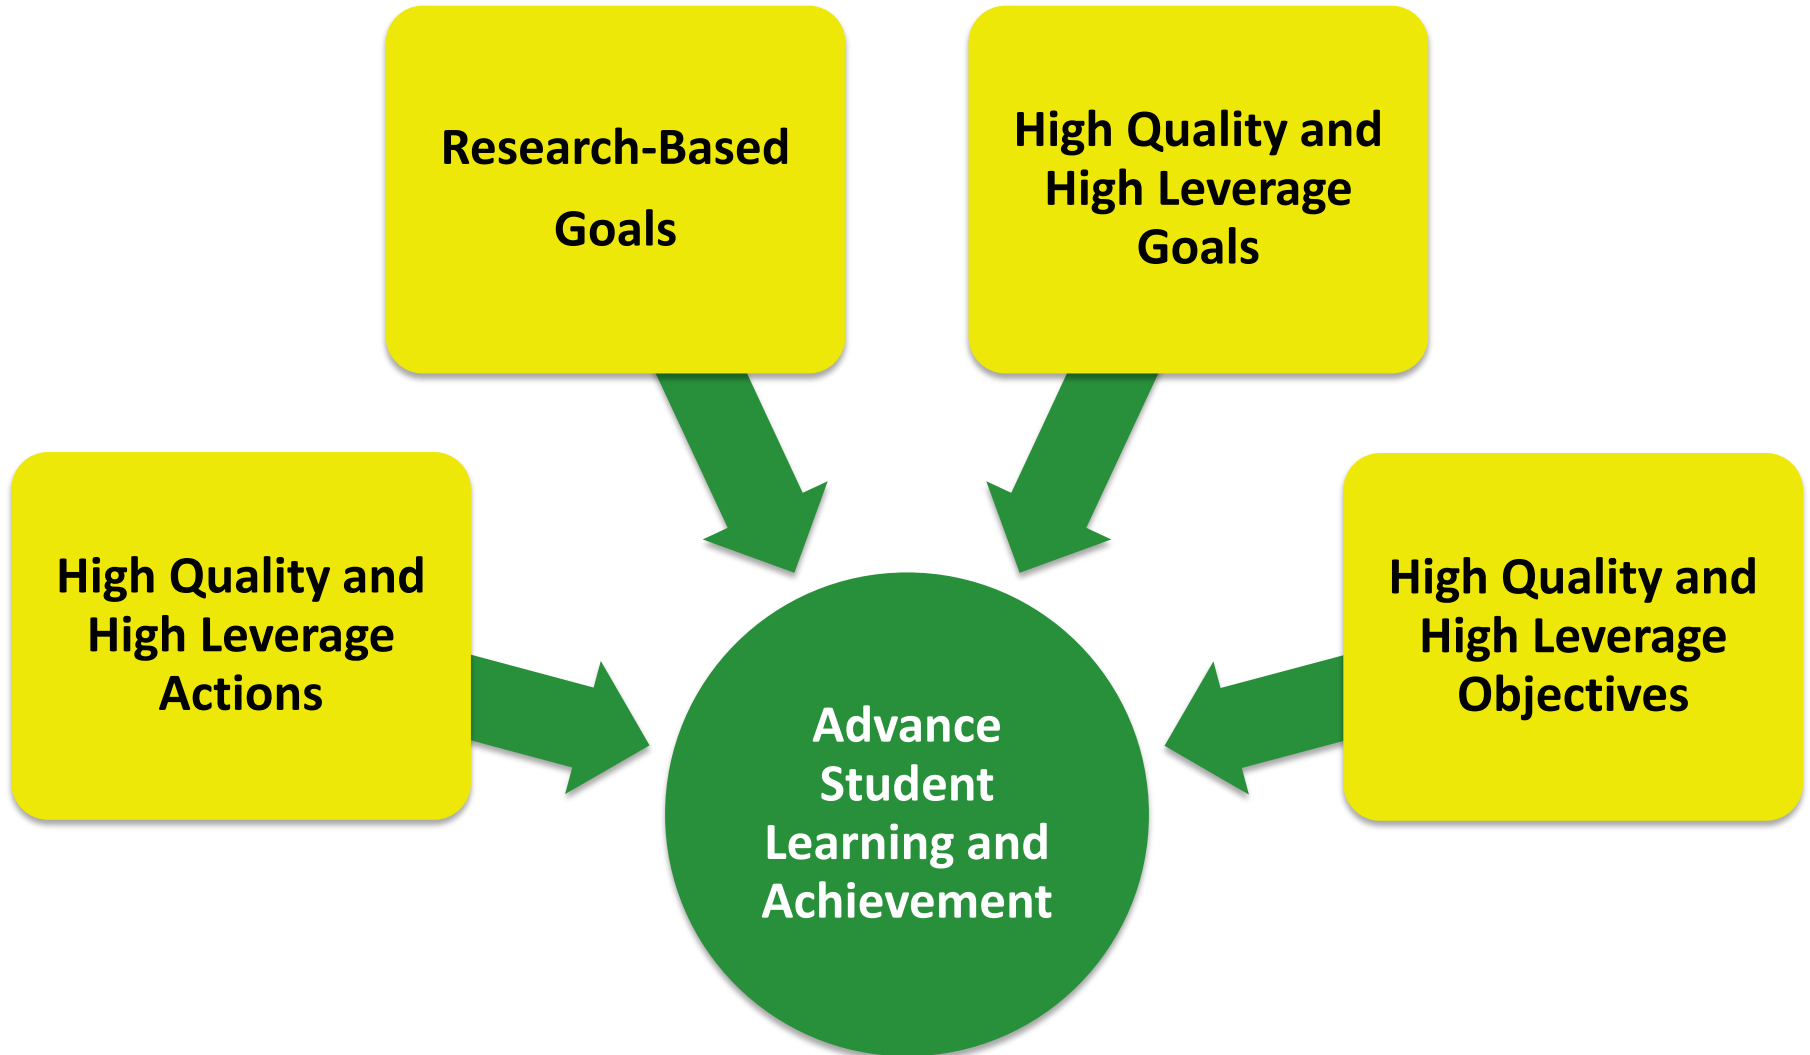 Research-Based
Goals
High Quality and
High Leverage
Goals
High Quality and
High Leverage
Actions
High Quality and
High Leverage
Objectives
Advance
Student
Learning and
Achievement